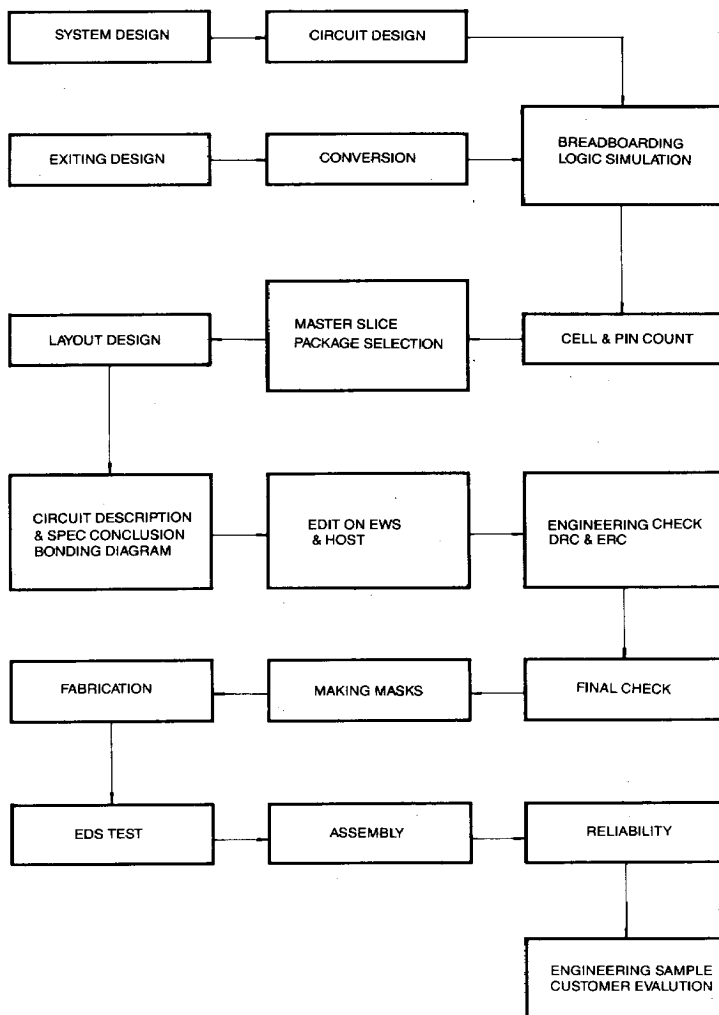 SYSTEM DESIGN
CIRCUIT DESIGN
EXITING DESIGN
CONVERSION
BREADBOARDING
LOGIC SIMULATION
LAYOUT DESIGN
MASTER SLICE
PACKAGE SELECTION
CELL & PIN COUNT
CIRCUIT DESCRIPTION
& SPEC CONCLUSION
BONDING DIAGRAM
EDIT ON EWS
& HOST
ENGINEERING CHECK
DRC & ERC
FABRICATION
MAKING MASKS
FINAL CHECK
EDS TEST
ASSEMBLY
RELIABILITY
ENGINEERING SAMPLE
CUSTOMER EVALUTION